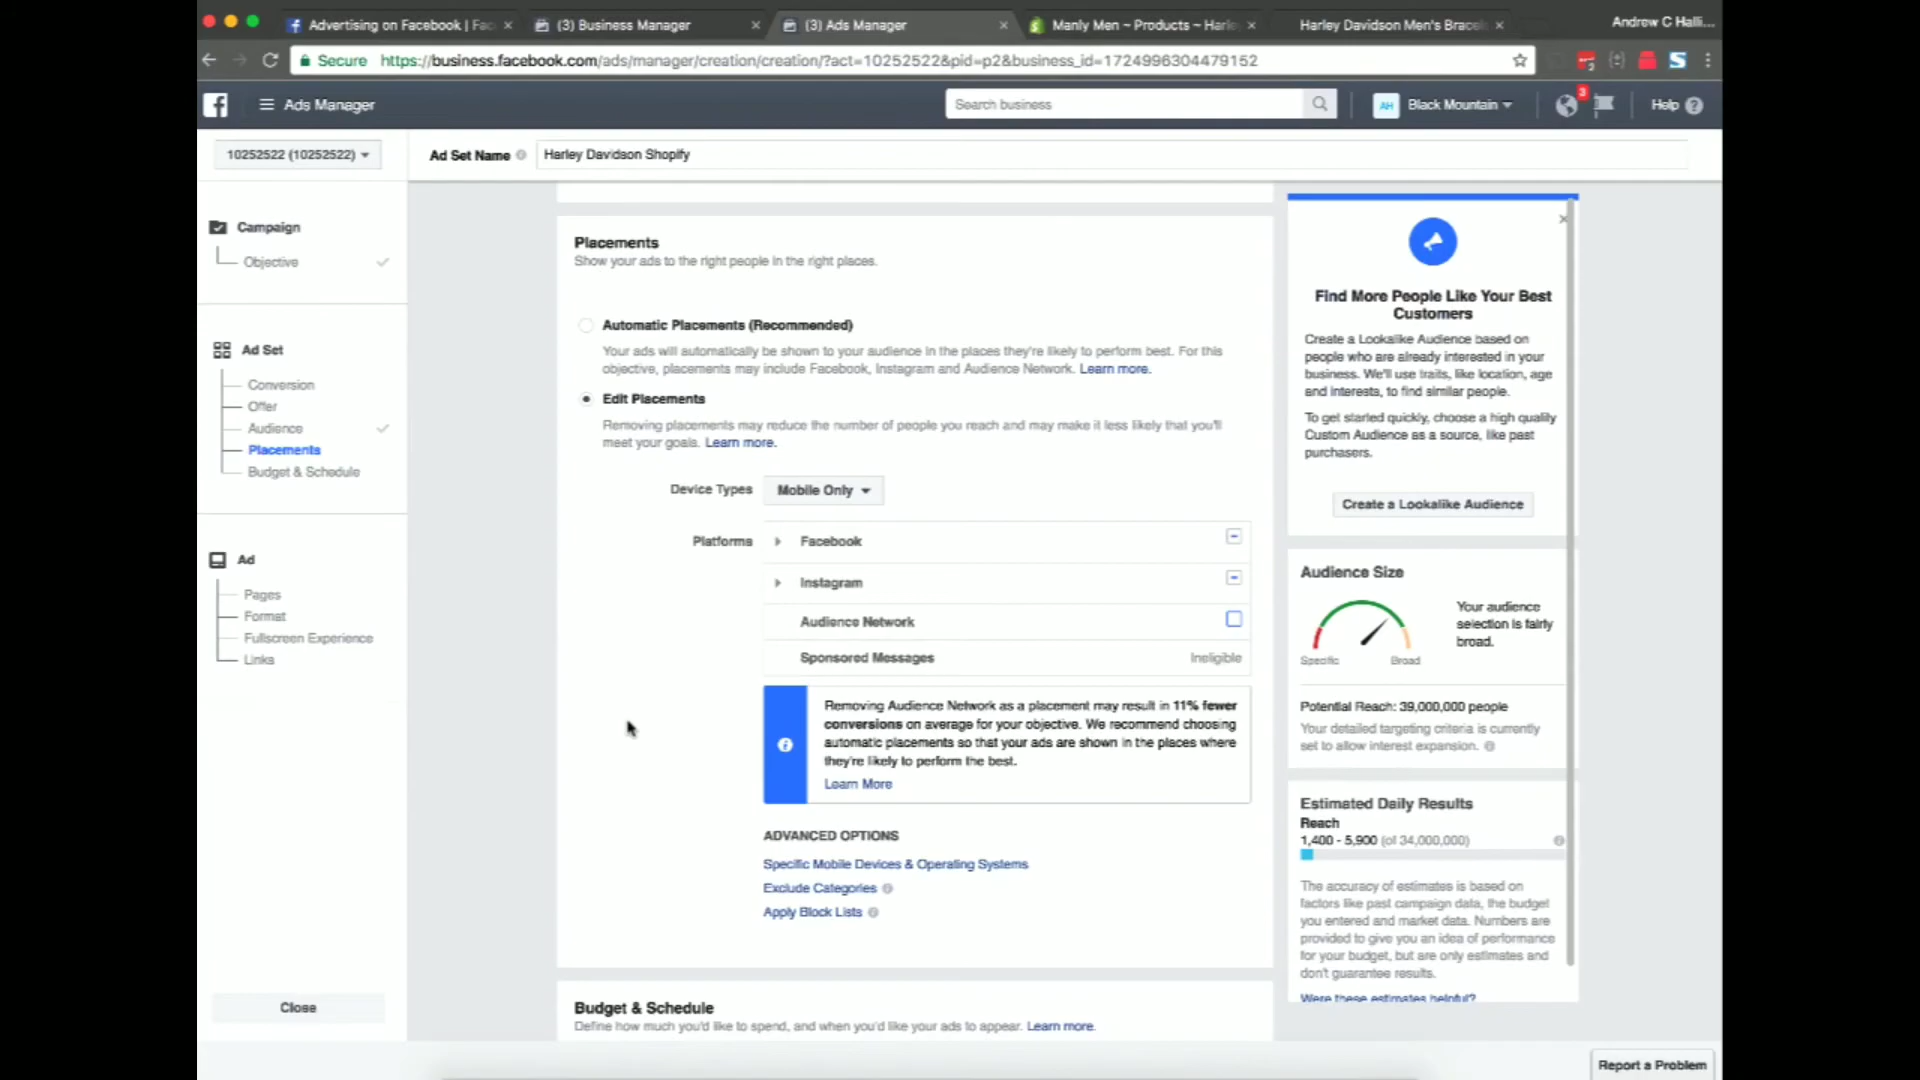 Advertising on Facebook | Fac
(3) Business Manager
(3) Ads Manager
Manly Men ~ Products ~ Harle
Harley Davidson Men's Bracel
Andrew C Halli...
Secure
https://business.facebook.com/ads/manager/creation/creation/?act=10252522&pid=p2&business_id=1724996304479152
S
Ads Manager
Search business
AH
Black Mountain
3
Help
10252522 (10252522)
Ad Set Name
Harley Davidson Shopify
Campaign
Objective
Ad Set
Conversion
Offer
Audience
Placements
Budget & Schedule
Ad
Pages
Format
Fullscreen Experience
Links
Close
Placements
Show your ads to the right people in the right places.
Automatic Placements (Recommended)
Your ads will automatically be shown to your audience in the places they're likely to perform best. For this
objective, placements may include Facebook, Instagram and Audience Network. Learn more.
Edit Placements
Removing placements may reduce the number of people you reach and may make it less likely that you'll
meet your goals. Learn more.
Device Types
Mobile Only
Platforms
Facebook
Instagram
Audience Network
Sponsored Messages
Ineligible
Removing Audience Network as a placement may result in 11% fewer
conversions on average for your objective. We recommend choosing
automatic placements so that your ads are shown in the places where
they're likely to perform the best.
Learn More
ADVANCED OPTIONS
Specific Mobile Devices & Operating Systems
Exclude Categories
Apply Block Lists
Budget & Schedule
Define how much you'd like to spend, and when you'd like your ads to appear. Learn more.
Find More People Like Your Best
Customers
Create a Lookalike Audience based on
people who are already interested in your
business. We'll use traits, like location, age
and interests, to find similar people.
To get started quickly, choose a high quality
Custom Audience as a source, like past
purchasers.
Create a Lookalike Audience
Audience Size
Your audience
selection is fairly
broad.
Specific
Broad
Potential Reach: 39,000,000 people
Your detailed targeting criteria is currently
set to allow interest expansion.
Estimated Daily Results
Reach
1,400 - 5,900 (of 34,000,000)
The accuracy of estimates is based on
factors like past campaign data, the budget
you entered and market data. Numbers are
provided to give you an idea of performance
for your budget, but are only estimates and
don't guarantee results.
Were these estimates helpful?
Report a Problem